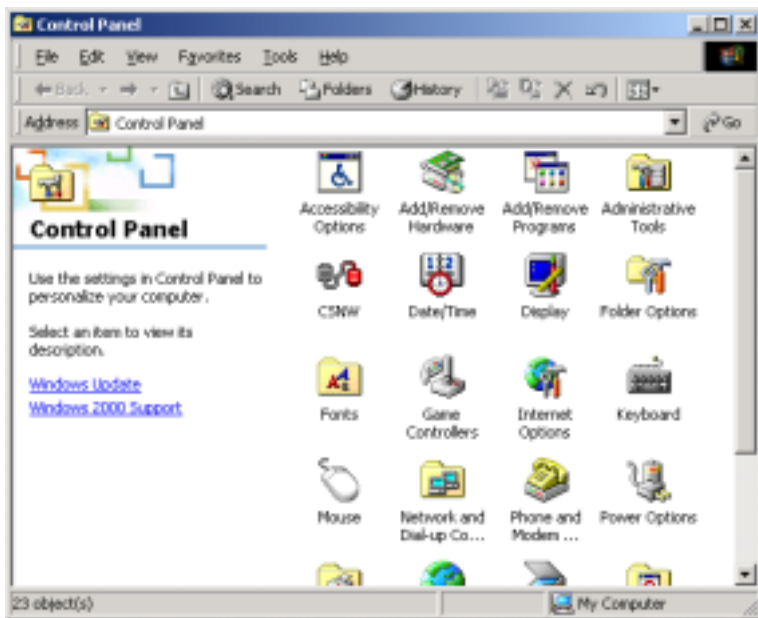 Control Panel
File Edit View Favorites Tools Help
Back Search Folders History
Address Control Panel Go
Control Panel
Use the settings in Control Panel to
personalize your computer.
Select an item to view its
description.
Windows Update
Windows 2000 Support
Accessibility
Options
Add/Remove
Hardware
Add/Remove
Programs
Administrative
Tools
CSNW
Date/Time
Display
Folder Options
Fonts
Game
Controllers
Internet
Options
Keyboard
Mouse
Network and
Dial-up Co...
Phone and
Modem ...
Power Options
23 object(s)
My Computer